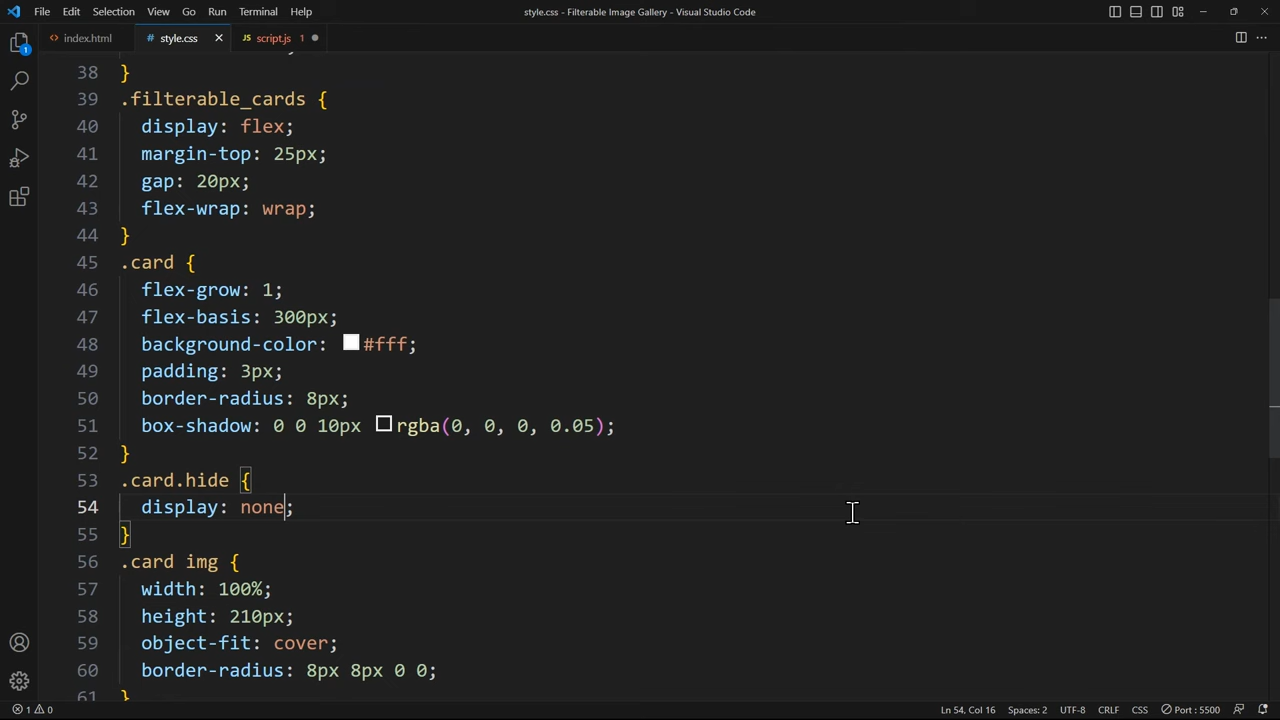 File Edit Selection View Go Run Terminal Help style.css - Filterable Image Gallery - Visual Studio Code
index.html # style.css JS script.js 1
38 }
39 .filterable_cards {
40 display: flex;
41 margin-top: 25px;
42 gap: 20px;
43 flex-wrap: wrap;
44 }
45 .card {
46 flex-grow: 1;
47 flex-basis: 300px;
48 background-color: #fff;
49 padding: 3px;
50 border-radius: 8px;
51 box-shadow: 0 0 10px rgba(0, 0, 0, 0.05);
52 }
53 .card.hide {
54 display: none;
55 }
56 .card img {
57 width: 100%;
58 height: 210px;
59 object-fit: cover;
60 border-radius: 8px 8px 0 0;
61 }
1
1 0 Ln 54, Col 16 Spaces: 2 UTF-8 CRLF CSS Port : 5500